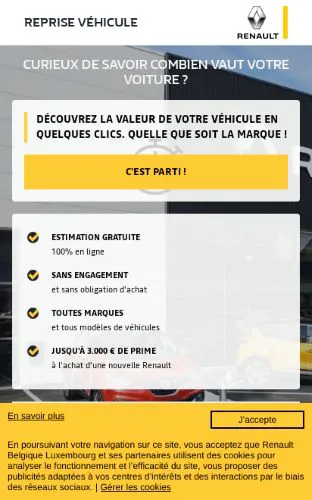 REPRISE VÉHICULE
RENAULT
CURIEUX DE SAVOIR COMBIEN VAUT VOTRE
VOITURE ?
DÉCOUVREZ LA VALEUR DE VOTRE VÉHICULE EN
QUELQUES CLICS. QUELLE QUE SOIT LA MARQUE !
C'EST PARTI !
ESTIMATION GRATUITE
100% en ligne
SANS ENGAGEMENT
et sans obligation d'achat
TOUTES MARQUES
et tous modèles de véhicules
JUSQU'À 3.000 € DE PRIME
à l'achat d'une nouvelle Renault
En savoir plus
J'accepte
En poursuivant votre navigation sur ce site, vous acceptez que Renault
Belgique Luxembourg et ses partenaires utilisent des cookies pour
analyser le fonctionnement et l'efficacité du site, vous proposer des
publicités adaptées à vos centres d'intérêts et des interactions par le biais
des réseaux sociaux. | Gérer les cookies